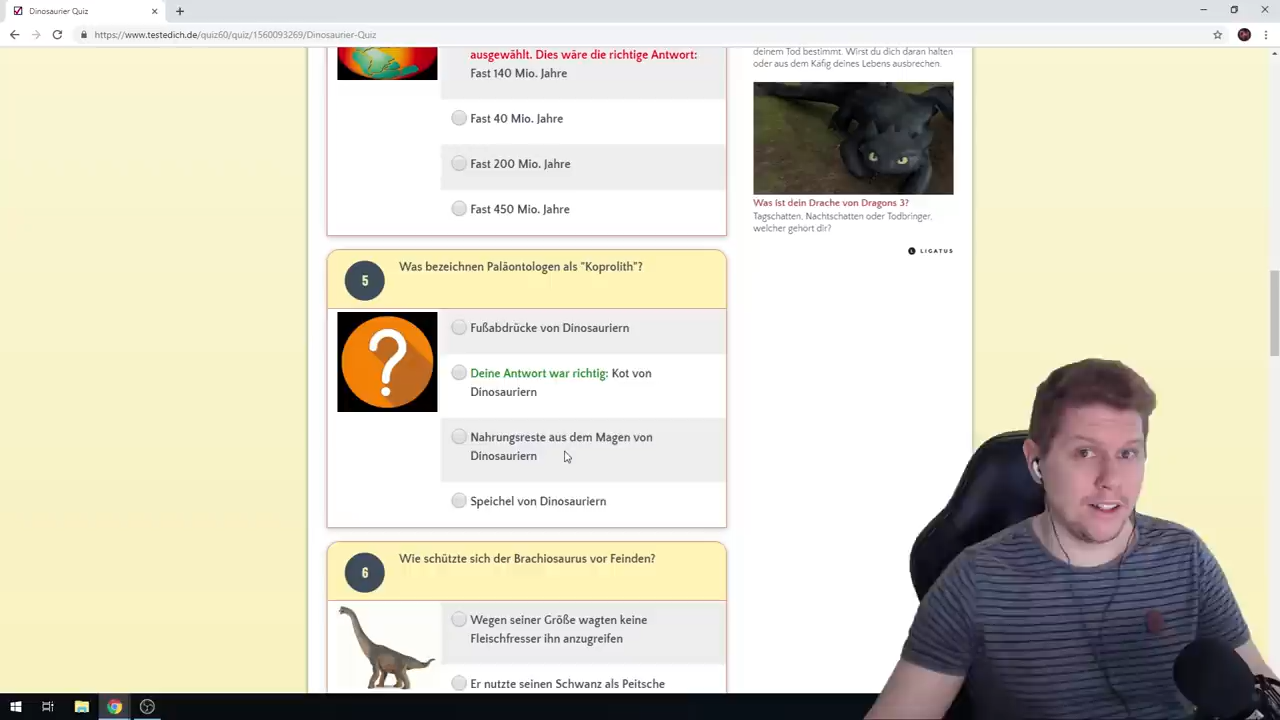 Dinosaurier Quiz
https://www.testedich.de/quiz60/quiz/1560093269/Dinosaurier-Quiz
ausgewählt. Dies wäre die richtige Antwort:
Fast 140 Mio. Jahre
Fast 40 Mio. Jahre
Fast 200 Mio. Jahre
Fast 450 Mio. Jahre
5
Was bezeichnen Paläontologen als "Koprolith"?
Fußabdrücke von Dinosauriern
Deine Antwort war richtig: Kot von
Dinosauriern
Nahrungsreste aus dem Magen von
Dinosauriern
Speichel von Dinosauriern
6
Wie schützte sich der Brachiosaurus vor Feinden?
Wegen seiner Größe wagten keine
Fleischfresser ihn anzugreifen
Er nutzte seinen Schwanz als Peitsche
deinem Tod bestimmt. Wirst du dich daran halten
oder aus dem Käfig deines Lebens ausbrechen.
Was ist dein Drache von Dragons 3?
Tagschatten, Nachtschatten oder Todbringer,
welcher gehört dir?
LIGATUS